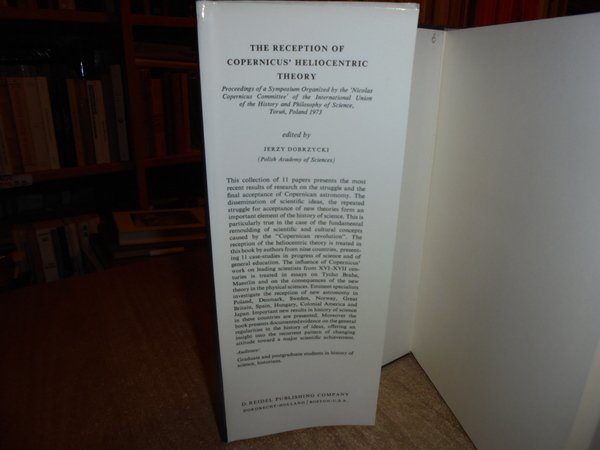 6
THE RECEPTION OF
COPERNICUS' HELIOCENTRIC
THEORY
Proceedings of a Symposium Organized by the 'Nicolas
Copernicus Committee' of the International Union
of the History and Philosophy of Science,
Toruń, Poland 1973
edited by
JERZY DOBRZYCKI
(Polish Academy of Sciences)
This collection of 11 papers presents the most
recent results of research on the struggle and the
final acceptance of Copernican astronomy. The
dissemination of scientific ideas, the repeated
struggle for acceptance of new theories form an
important element of the history of science. This is
particularly true in the case of the fundamental
remoulding of scientific and cultural concepts
caused by the "Copernican revolution". The
reception of the heliocentric theory is treated in
this book by authors from nine countries, present-
ing 11 case-studies in progress of science and of
general education. The influence of Copernicus'
work on leading scientists from XVI-XVII cen-
turies is treated in essays on Tycho Brahe,
Maestlin and on the consequences of the new
theory in the physical sciences. Eminent specialists
investigate the reception of new astronomy in
Poland, Denmark, Sweden, Norway, Great
Britain, Spain, Hungary, Colonial America and
Japan. Important new results in history of science
in these countries are presented. Moreover the
book presents documented evidence on the general
regularities in the history of ideas, offering an
insight into the recurrent pattern of changing
attitude toward a major scientific achievement.
Audience:
Graduate and postgraduate students in history of
science, historians.
D. REIDEL PUBLISHING COMPANY
DORDRECHT-HOLLAND / BOSTON-U.S.A.